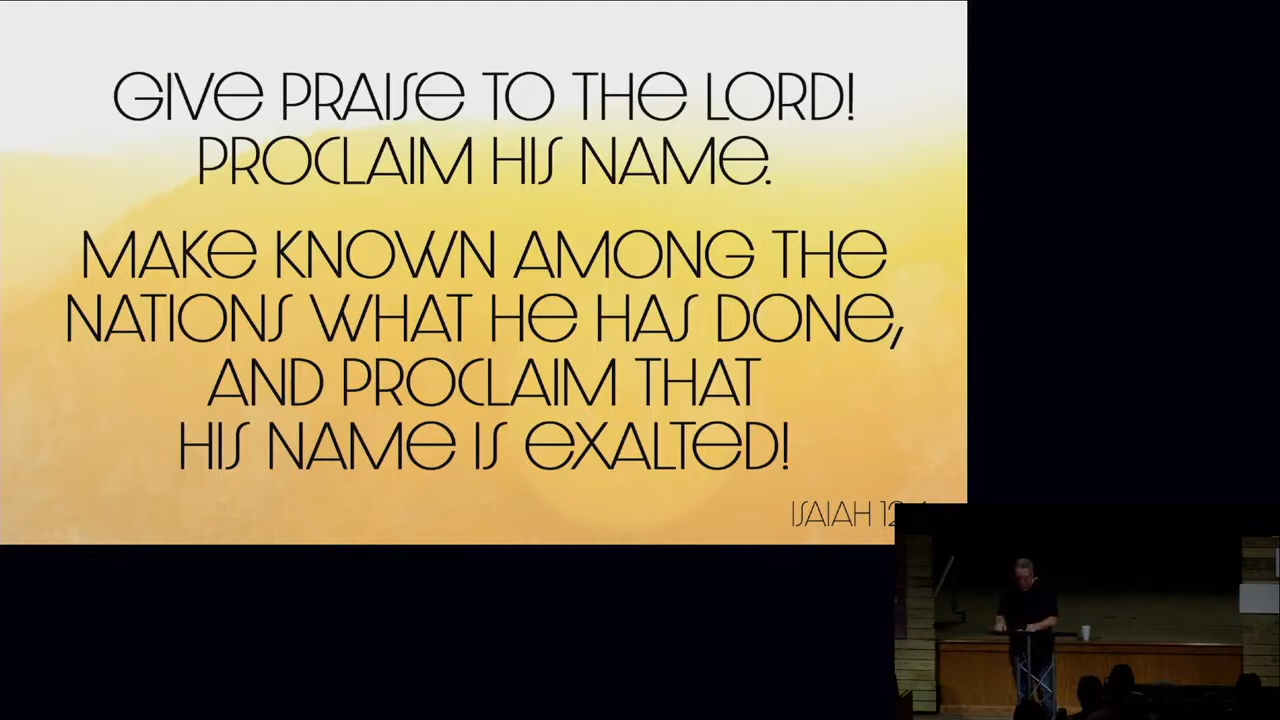 GIVE PRAISE TO THE LORD!
PROCLAIM HIS NAME.
MAKE KNOWN AMONG THE
NATIONS WHAT HE HAS DONE,
AND PROCLAIM THAT
HIS NAME IS EXALTED!
ISAIAH